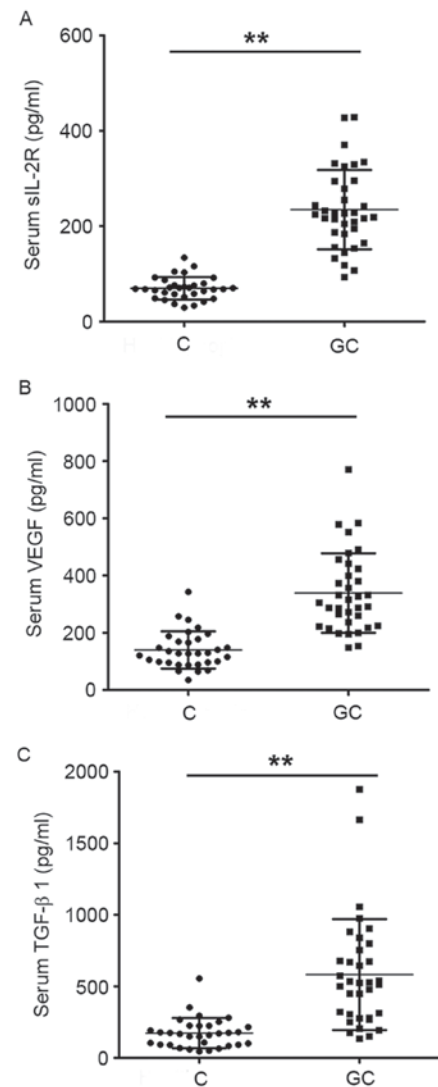 A
Serum sIL-2R (pg/ml)
600
400
200
0
**
C GC
B
Serum VEGF (pg/ml)
1000
800
600
400
200
0
**
C GC
C
Serum TGF-β 1 (pg/ml)
2000
1500
1000
500
0
**
C GC